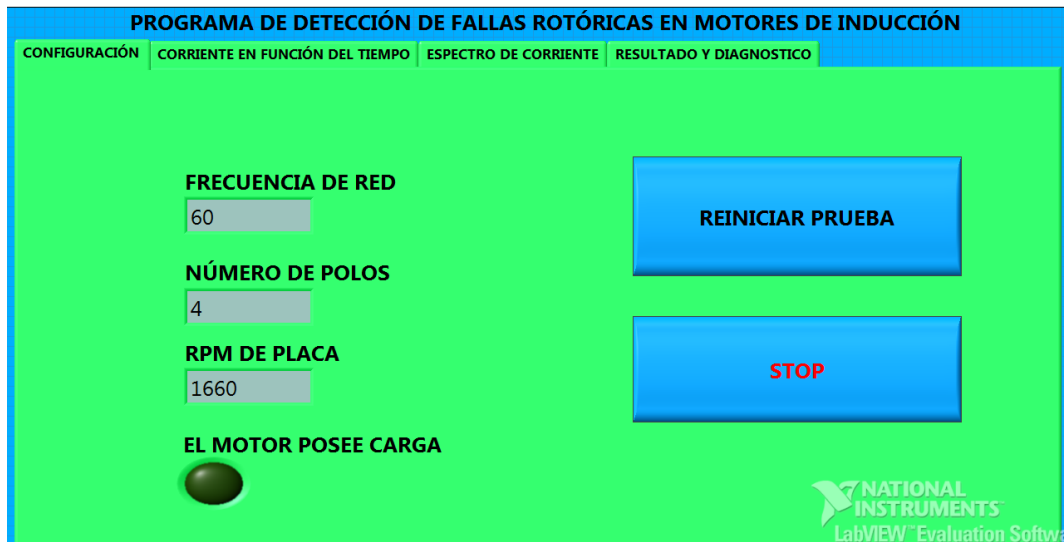 PROGRAMA DE DETECCIÓN DE FALLAS ROTÓRICAS EN MOTORES DE INDUCCIÓN
CONFIGURACIÓN CORRIENTE EN FUNCIÓN DEL TIEMPO ESPECTRO DE CORRIENTE RESULTADO Y DIAGNOSTICO
FRECUENCIA DE RED
60
NÚMERO DE POLOS
4
RPM DE PLACA
1660
EL MOTOR POSEE CARGA
REINICIAR PRUEBA
STOP
NATIONAL
INSTRUMENTS
LabVIEW™ Evaluation Softwa